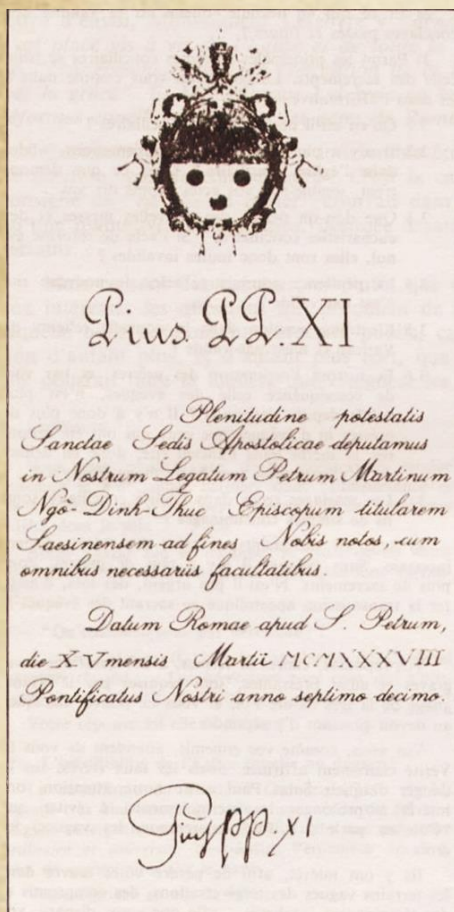 Pius PP. XI
Plenitudine potestatis
Sanctae Sedis Apostolicae deputamus
in Nostrum Legatum Petrum Martinum
Ngô-Dinh-Thuc Episcopum titularem
Saesinensem ad fines Nobis notos, cum
omnibus necessariis facultatibus.
Datum Romae apud S. Petrum,
die XV mensis Martii MCMXXXVIII
Pontificatus Nostri anno septimo decimo.
Pius PP. XI